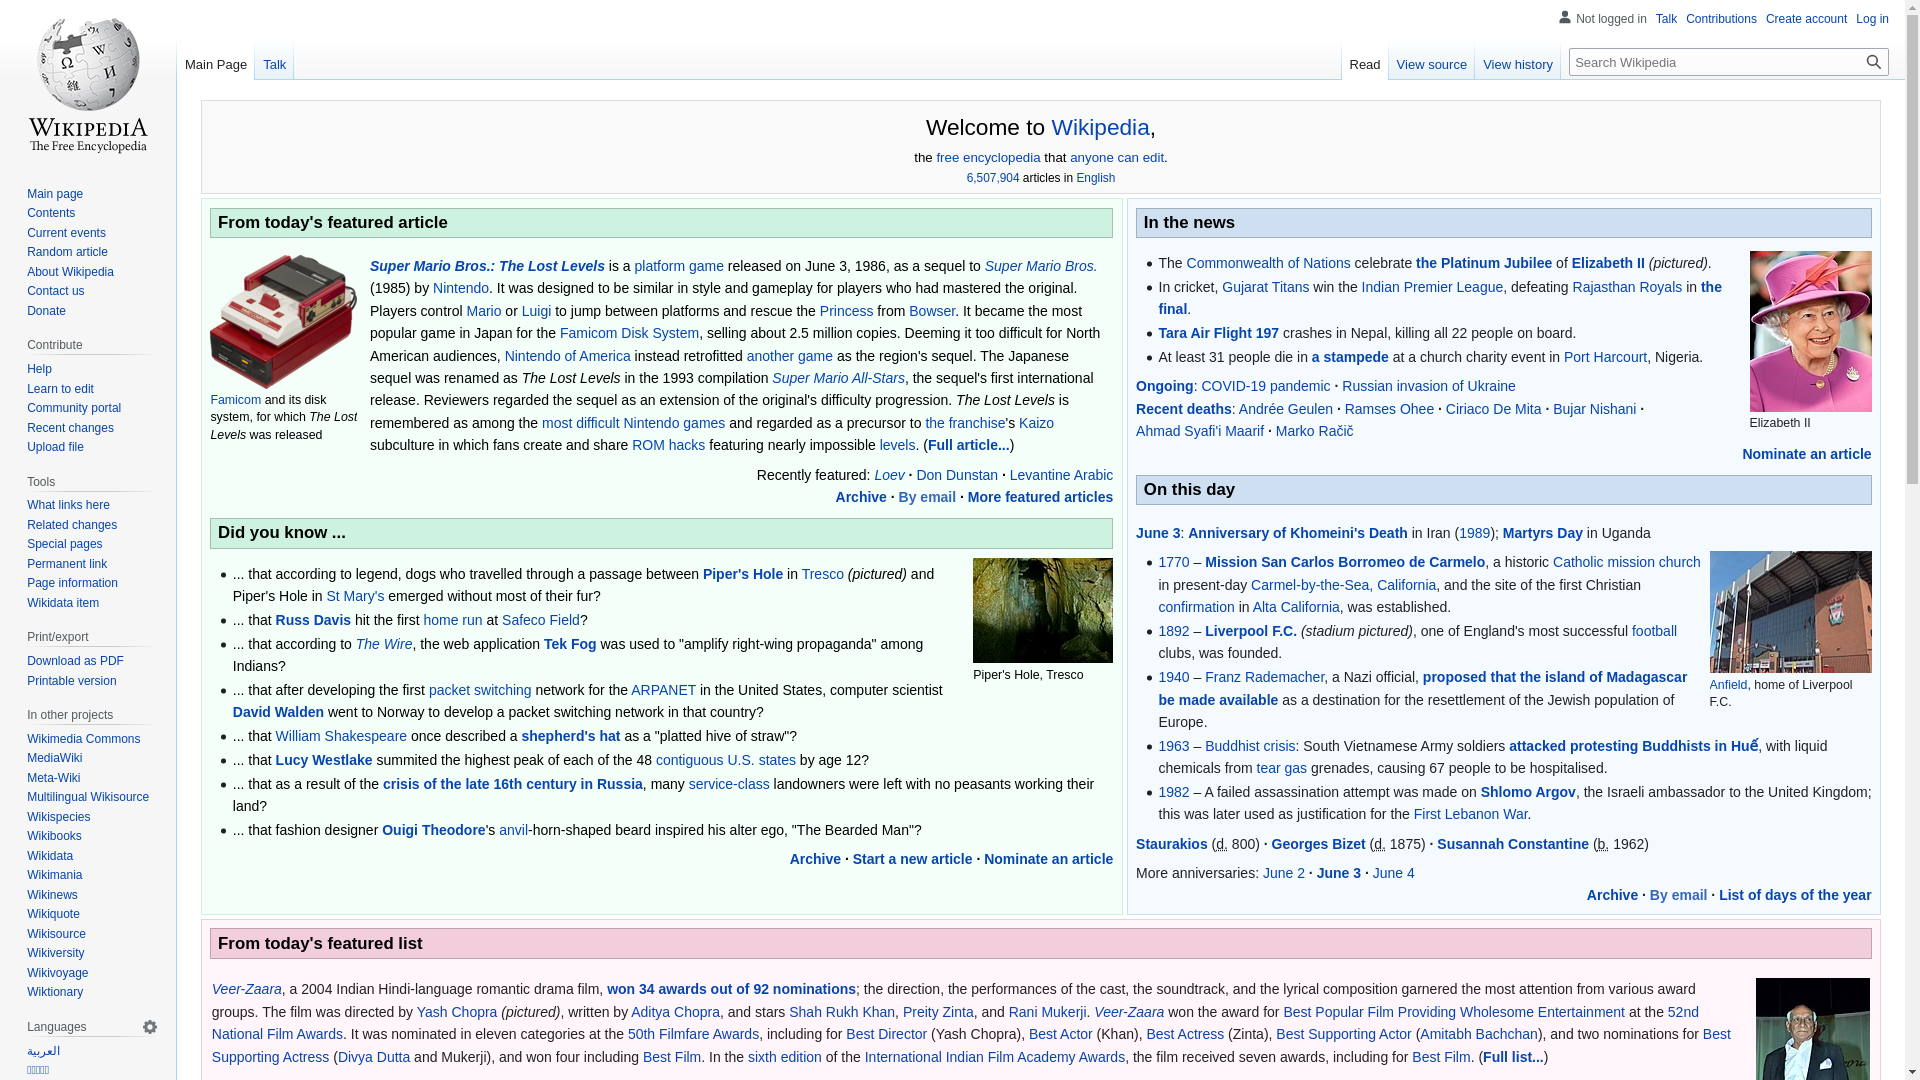 Not logged in Talk Contributions Create account Log in
Main Page Talk
Read View source View history Search Wikipedia
WIKIPEDIA
The Free Encyclopedia
Main page
Contents
Current events
Random article
About Wikipedia
Contact us
Donate
Contribute
Help
Learn to edit
Community portal
Recent changes
Upload file
Tools
What links here
Related changes
Special pages
Permanent link
Page information
Wikidata item
Print/export
Download as PDF
Printable version
In other projects
Wikimedia Commons
MediaWiki
Meta-Wiki
Multilingual Wikisource
Wikispecies
Wikibooks
Wikidata
Wikimania
Wikinews
Wikiquote
Wikisource
Wikiversity
Wikivoyage
Wiktionary
Languages
العربية
Welcome to Wikipedia,
the free encyclopedia that anyone can edit.
6,507,904 articles in English
From today's featured article
Famicom and its disk
system, for which The Lost
Levels was released
Super Mario Bros.: The Lost Levels is a platform game released on June 3, 1986, as a sequel to Super Mario Bros.
(1985) by Nintendo. It was designed to be similar in style and gameplay for players who had mastered the original.
Players control Mario or Luigi to jump between platforms and rescue the Princess from Bowser. It became the most
popular game in Japan for the Famicom Disk System, selling about 2.5 million copies. Deeming it too difficult for North
American audiences, Nintendo of America instead retrofitted another game as the region's sequel. The Japanese
sequel was renamed as The Lost Levels in the 1993 compilation Super Mario All-Stars, the sequel's first international
release. Reviewers regarded the sequel as an extension of the original's difficulty progression. The Lost Levels is
remembered as among the most difficult Nintendo games and regarded as a precursor to the franchise's Kaizo
subculture in which fans create and share ROM hacks featuring nearly impossible levels. (Full article...)
Recently featured: Loev · Don Dunstan · Levantine Arabic
Archive · By email · More featured articles
Did you know ...
Piper's Hole, Tresco
... that according to legend, dogs who travelled through a passage between Piper's Hole in Tresco (pictured) and
Piper's Hole in St Mary's emerged without most of their fur?
... that Russ Davis hit the first home run at Safeco Field?
... that according to The Wire, the web application Tek Fog was used to "amplify right-wing propaganda" among
Indians?
... that after developing the first packet switching network for the ARPANET in the United States, computer scientist
David Walden went to Norway to develop a packet switching network in that country?
... that William Shakespeare once described a shepherd's hat as a "platted hive of straw"?
... that Lucy Westlake summited the highest peak of each of the 48 contiguous U.S. states by age 12?
... that as a result of the crisis of the late 16th century in Russia, many service-class landowners were left with no peasants working their
land?
... that fashion designer Ouigi Theodore's anvil-horn-shaped beard inspired his alter ego, "The Bearded Man"?
Archive · Start a new article · Nominate an article
In the news
Elizabeth II
The Commonwealth of Nations celebrate the Platinum Jubilee of Elizabeth II (pictured).
In cricket, Gujarat Titans win the Indian Premier League, defeating Rajasthan Royals in the
final.
Tara Air Flight 197 crashes in Nepal, killing all 22 people on board.
At least 31 people die in a stampede at a church charity event in Port Harcourt, Nigeria.
Ongoing: COVID-19 pandemic · Russian invasion of Ukraine
Recent deaths: Andrée Geulen · Ramses Ohee · Ciriaco De Mita · Bujar Nishani ·
Ahmad Syafi'i Maarif · Marko Račič
Nominate an article
On this day
June 3: Anniversary of Khomeini's Death in Iran (1989); Martyrs Day in Uganda
Anfield, home of Liverpool
F.C.
1770 – Mission San Carlos Borromeo de Carmelo, a historic Catholic mission church
in present-day Carmel-by-the-Sea, California, and the site of the first Christian
confirmation in Alta California, was established.
1892 – Liverpool F.C. (stadium pictured), one of England's most successful football
clubs, was founded.
1940 – Franz Rademacher, a Nazi official, proposed that the island of Madagascar
be made available as a destination for the resettlement of the Jewish population of
Europe.
1963 – Buddhist crisis: South Vietnamese Army soldiers attacked protesting Buddhists in Huế, with liquid
chemicals from tear gas grenades, causing 67 people to be hospitalised.
1982 – A failed assassination attempt was made on Shlomo Argov, the Israeli ambassador to the United Kingdom;
this was later used as justification for the First Lebanon War.
Staurakios (d. 800) · Georges Bizet (d. 1875) · Susannah Constantine (b. 1962)
More anniversaries: June 2 · June 3 · June 4
Archive · By email · List of days of the year
From today's featured list
Veer-Zaara, a 2004 Indian Hindi-language romantic drama film, won 34 awards out of 92 nominations; the direction, the performances of the cast, the soundtrack, and the lyrical composition garnered the most attention from various award
groups. The film was directed by Yash Chopra (pictured), written by Aditya Chopra, and stars Shah Rukh Khan, Preity Zinta, and Rani Mukerji. Veer-Zaara won the award for Best Popular Film Providing Wholesome Entertainment at the 52nd
National Film Awards. It was nominated in eleven categories at the 50th Filmfare Awards, including for Best Director (Yash Chopra), Best Actor (Khan), Best Actress (Zinta), Best Supporting Actor (Amitabh Bachchan), and two nominations for Best
Supporting Actress (Divya Dutta and Mukerji), and won four including Best Film. In the sixth edition of the International Indian Film Academy Awards, the film received seven awards, including for Best Film. (Full list...)